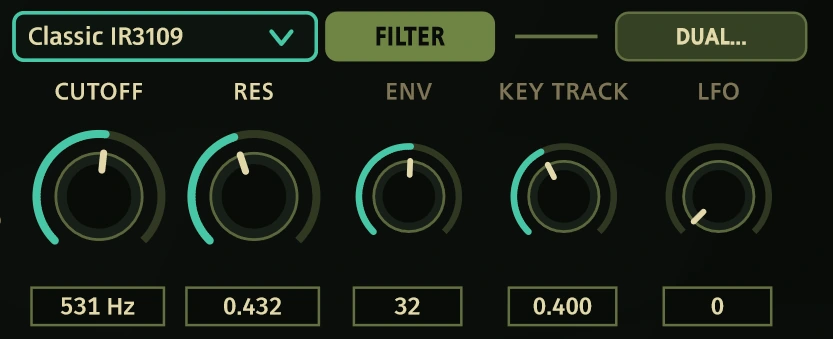 Classic IR3109 FILTER DUAL...
CUTOFF RES ENV KEY TRACK LFO
531 Hz 0.432 32 0.400 0